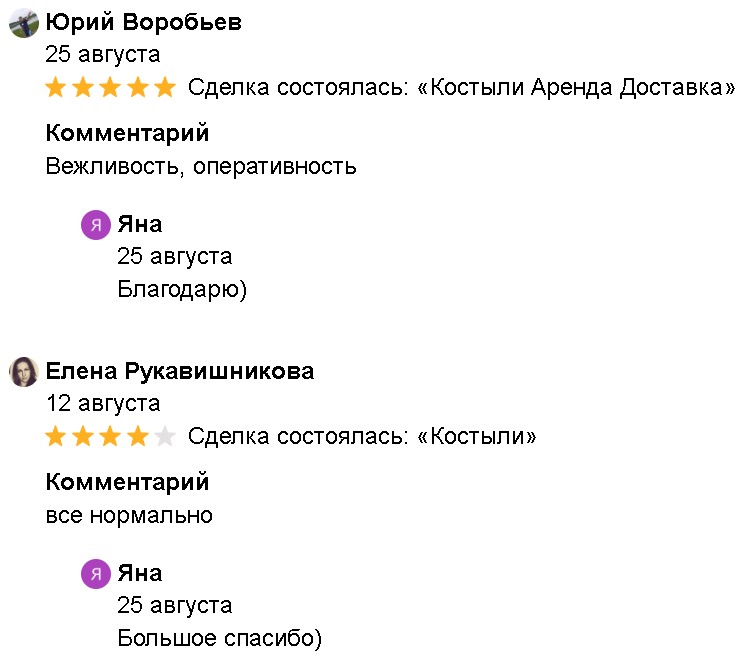 Юрий Воробьев
25 августа
Сделка состоялась: «Костыли Аренда Доставка»
Комментарий
Вежливость, оперативность
Я Яна
25 августа
Благодарю)
Елена Рукавишникова
12 августа
Сделка состоялась: «Костыли»
Комментарий
все нормально
Я Яна
25 августа
Большое спасибо)